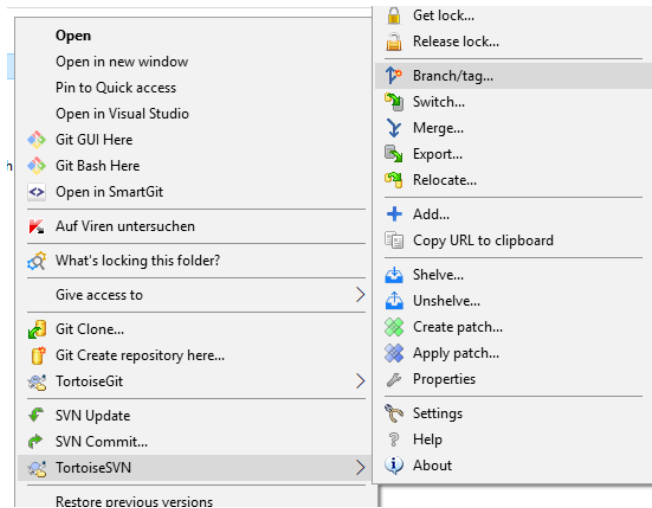 Open
Open in new window
Pin to Quick access
Open in Visual Studio
Git GUI Here
Git Bash Here
Open in SmartGit
Auf Viren untersuchen
What's locking this folder?
Give access to
Git Clone...
Git Create repository here...
TortoiseGit
SVN Update
SVN Commit...
TortoiseSVN
Restore previous versions
Get lock...
Release lock...
Branch/tag...
Switch...
Merge...
Export...
Relocate...
Add...
Copy URL to clipboard
Shelve...
Unshelve...
Create patch...
Apply patch...
Properties
Settings
Help
About